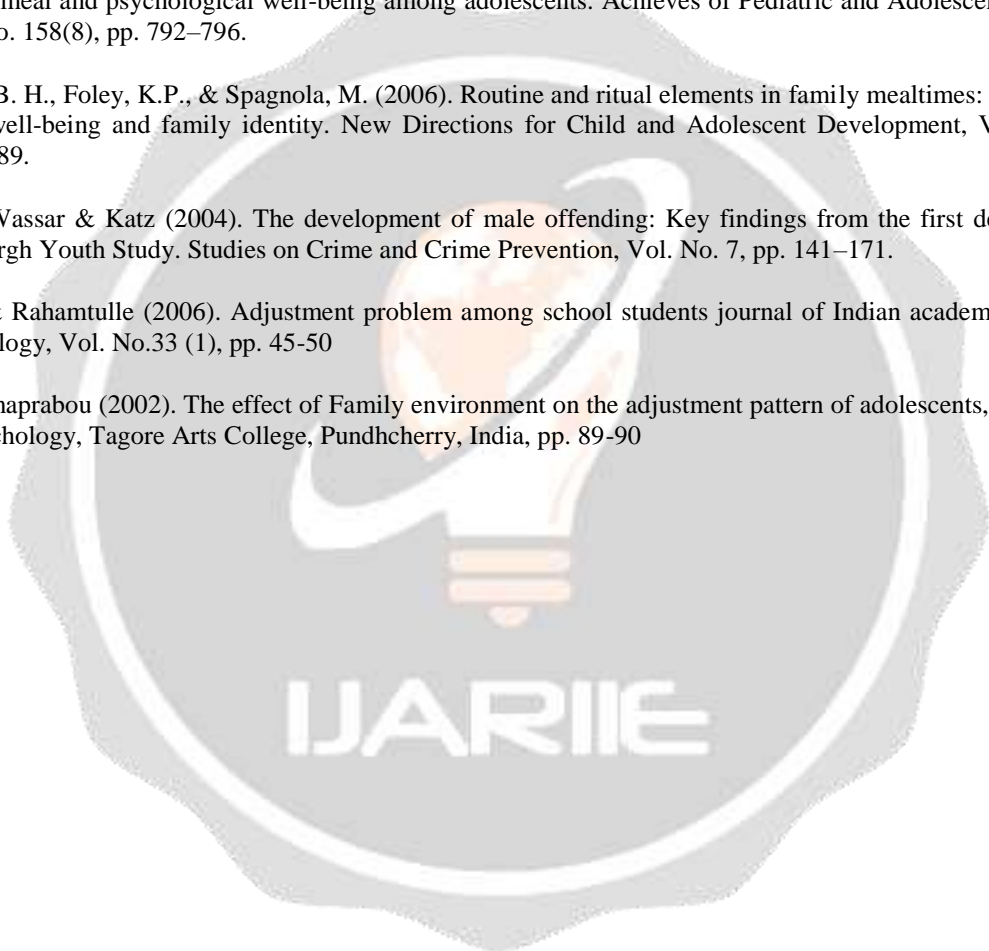 meal and psychological well-being among adolescents. Achieves of Pediatric and Adolescen
o. 158(8), pp. 792–796.
B. H., Foley, K.P., & Spagnola, M. (2006). Routine and ritual elements in family mealtimes:
well-being and family identity. New Directions for Child and Adolescent Development, V
89.
Vassar & Katz (2004). The development of male offending: Key findings from the first de
rgh Youth Study. Studies on Crime and Crime Prevention, Vol. No. 7, pp. 141–171.
& Rahamtulle (2006). Adjustment problem among school students journal of Indian academ
logy, Vol. No.33 (1), pp. 45-50
naprabou (2002). The effect of Family environment on the adjustment pattern of adolescents,
chology, Tagore Arts College, Pundhcherry, India, pp. 89-90
IJARIIE